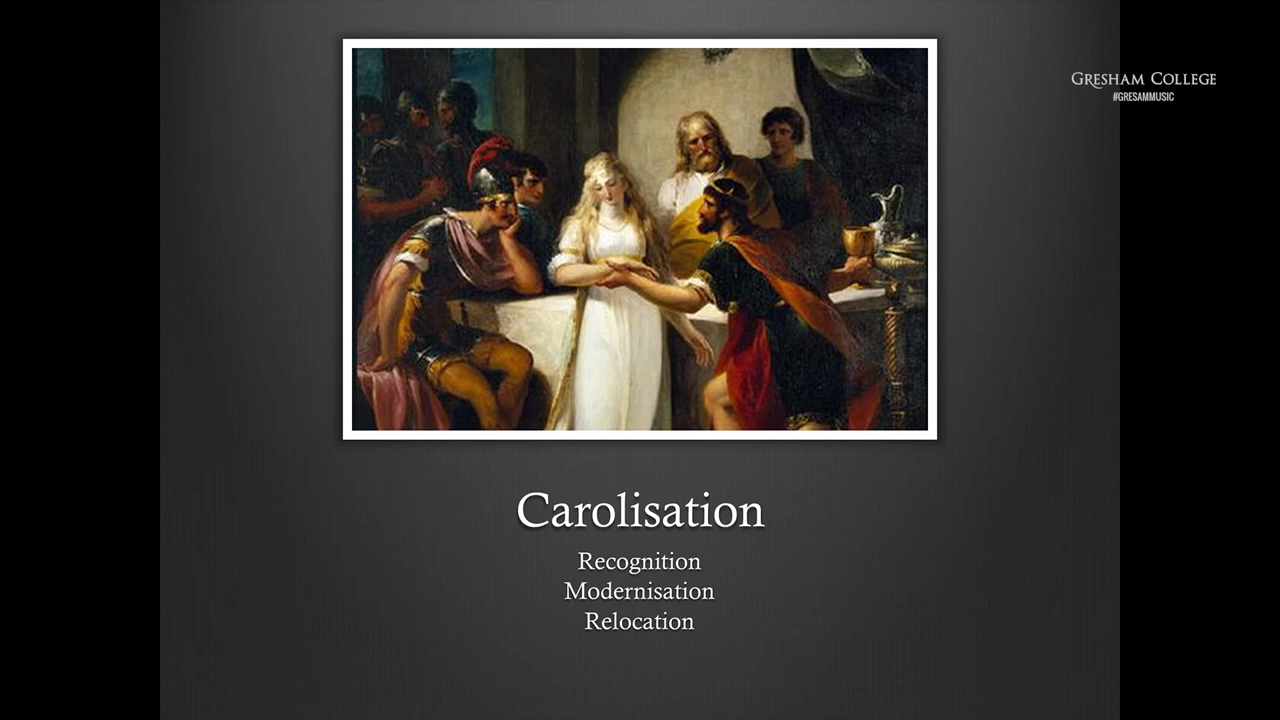 GRESHAM COLLEGE
#GRESAMMUSIC
Carolisation
Recognition
Modernisation
Relocation